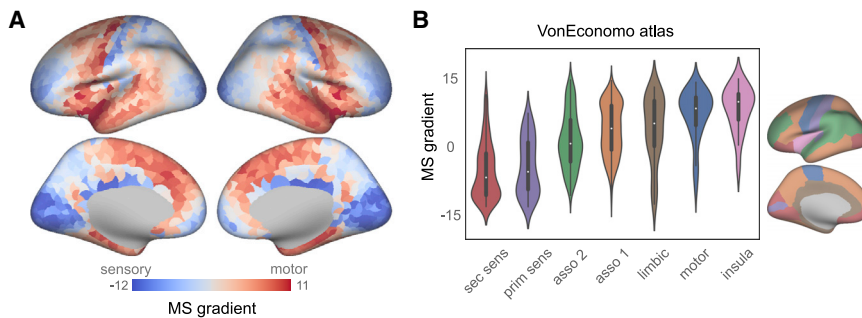 A
sensory motor
-12 11
MS gradient
B
VonEconomo atlas
MS gradient
15
0
-15
sec sens
prim sens
asso 2
asso 1
limbic
motor
insula